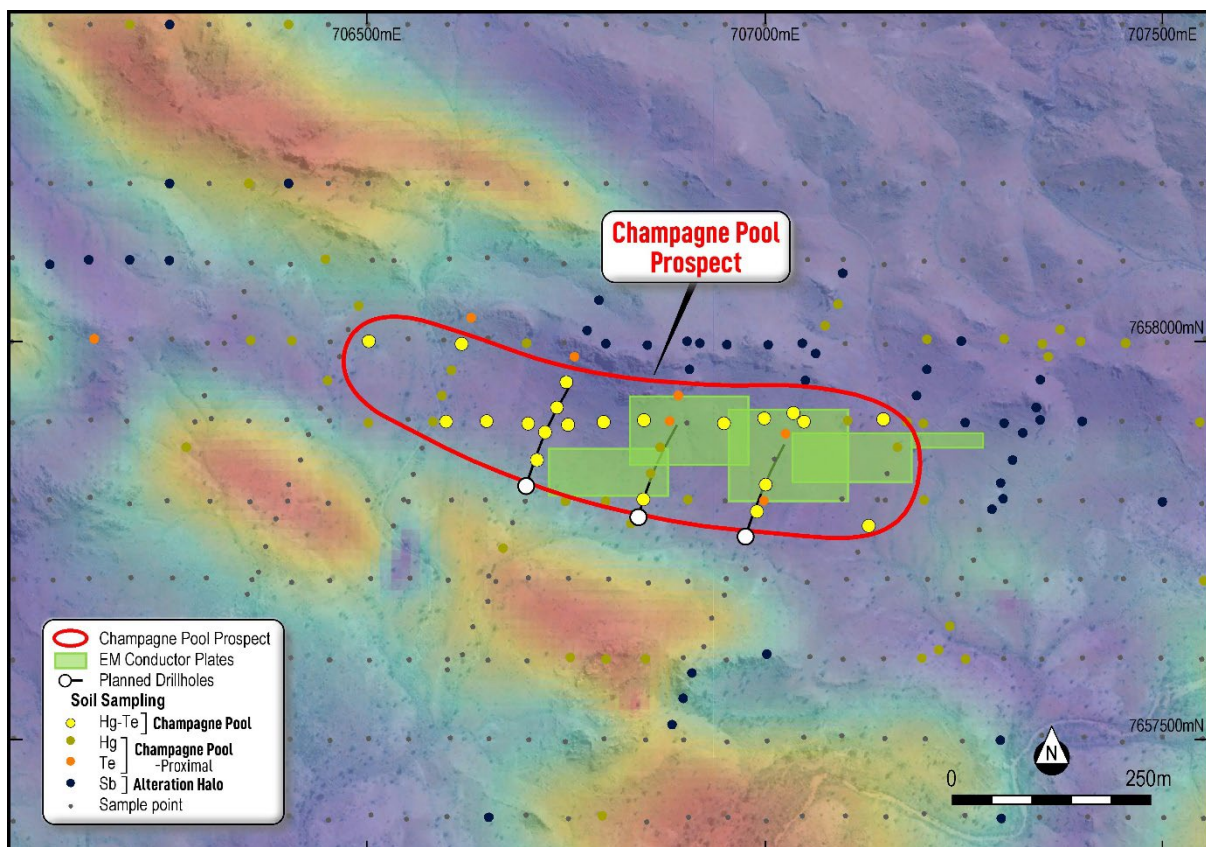 706500mE
707000mE
707500mE
Champagne Pool
Prospect
7658000mN
7657500mN
Champagne Pool Prospect
EM Conductor Plates
Planned Drillholes
Soil Sampling
Hg-Te ] Champagne Pool
Hg
Te
Champagne Pool
-Proximal
Sb ] Alteration Halo
Sample point
N
0
250m